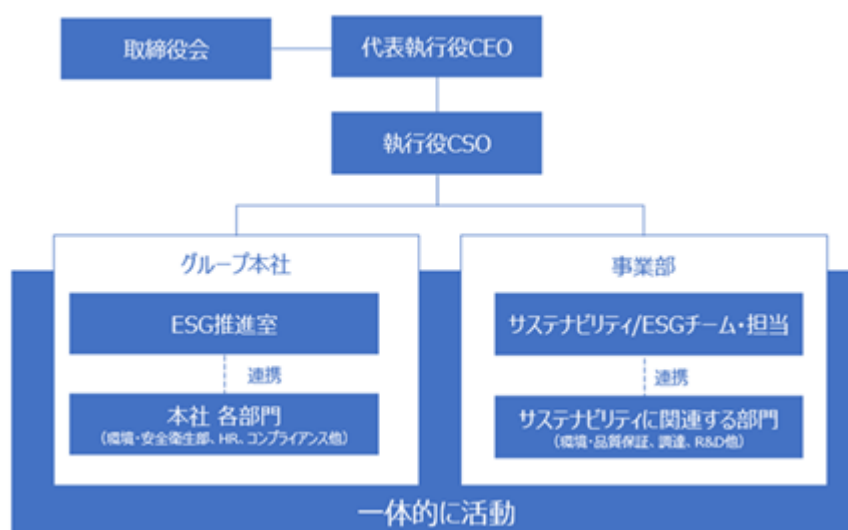 取締役会
代表執行役CEO
執行役CSO
グループ本社
ESG推進室
連携
本社 各部門
(環境・安全衛生部、HR、コンプライアンス他)
事業部
サステナビリティ/ESGチーム・担当
連携
サステナビリティに関連する部門
(環境・品質保証、調達、R&D他)
一体的に活動